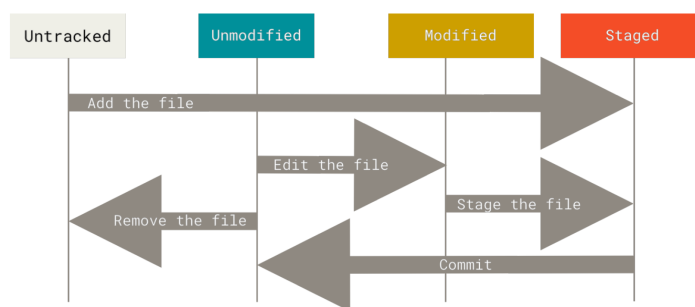 Untracked
Unmodified
Modified
Staged
Add the file
Edit the file
Stage the file
Remove the file
Commit